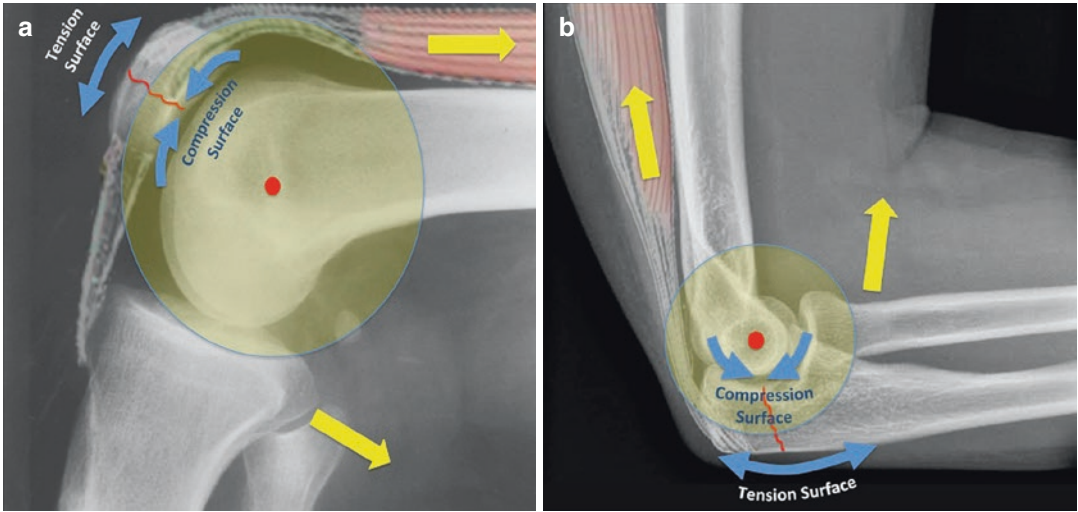 a
Tension
Surface
Compression
Surface
b
Compression
Surface
Tension Surface